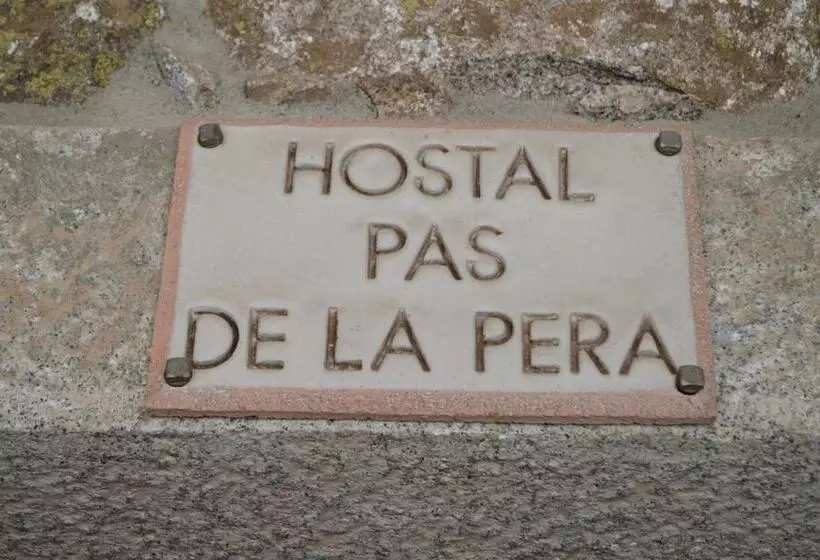 HOSTAL
PAS
DE LA PERA